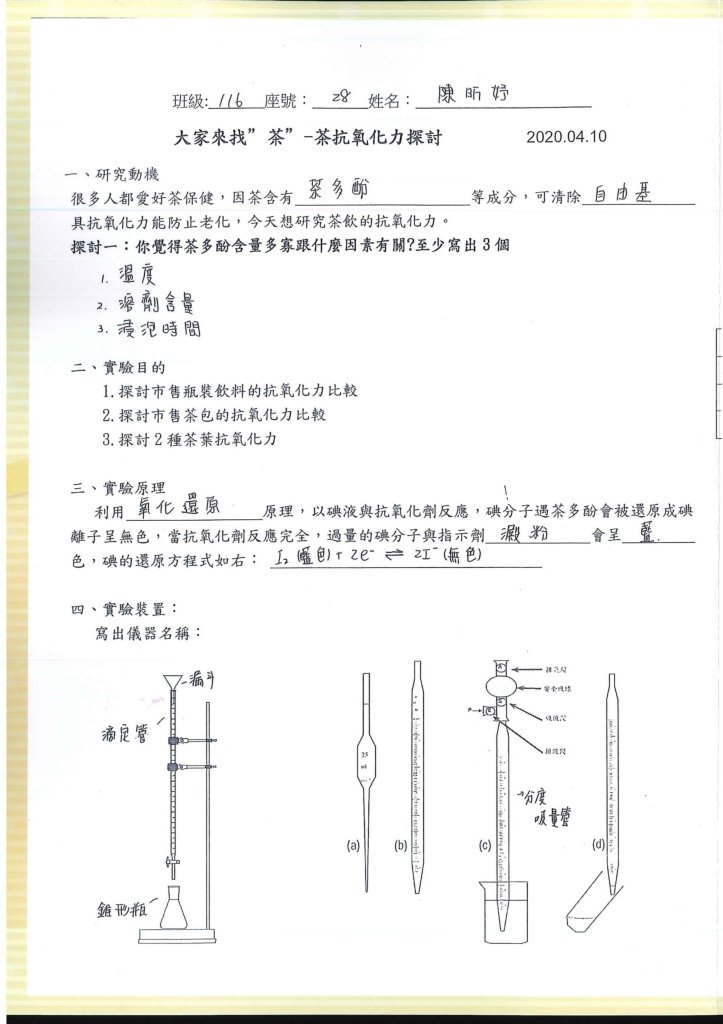 班級:116 座號：28 姓名：陳昕妤
大家來找”茶”-茶抗氧化力探討 2020.04.10
一、研究動機
很多人都愛好茶保健，因茶含有茶多酚等成分，可清除自由基
具抗氧化力能防止老化，今天想研究茶飲的抗氧化力。
探討一：你覺得茶多酚含量多寡跟什麼因素有關?至少寫出3個
1. 溫度
2. 溶劑含量
3. 浸泡時間
二、實驗目的
1.探討市售瓶裝飲料的抗氧化力比較
2.探討市售茶包的抗氧化力比較
3.探討2種茶葉抗氧化力
三、實驗原理
利用氧化還原原理，以碘液與抗氧化劑反應，碘分子遇茶多酚會被還原成碘
離子呈無色，當抗氧化劑反應完全，過量的碘分子與指示劑澱粉會呈藍
色，碘的還原方程式如右：I₂(藍色)+2e⁻⇌2I⁻(無色)
四、實驗裝置：
寫出儀器名稱：
漏斗
滴定管
錐形瓶
25
mL
(a)
(b)
(c)
(d)
排氣閥
安全吸球
吸液閥
排液閥
分度
吸量管